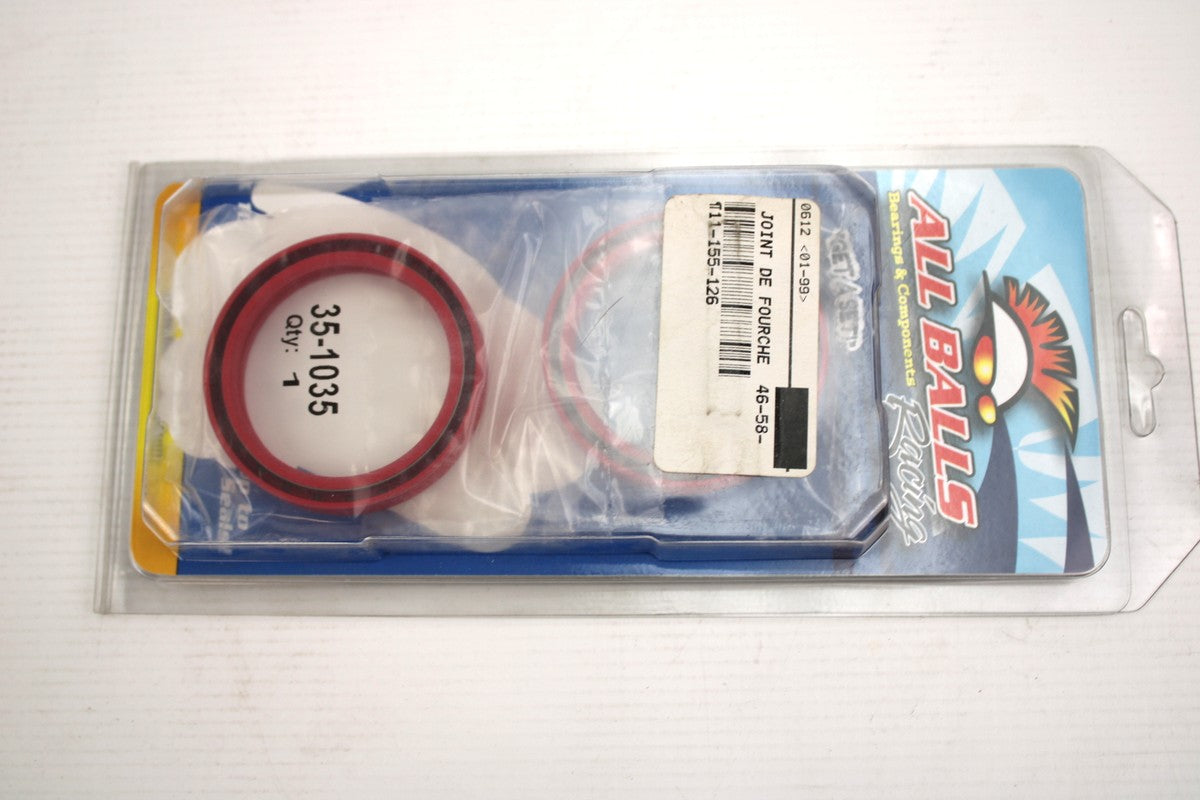 ALL BALLS
Racing
Bearings & Components
0612 <01-99>
JOINT DE FOURCHE 46-58-
111-155-126
35-1035
Qty: 1